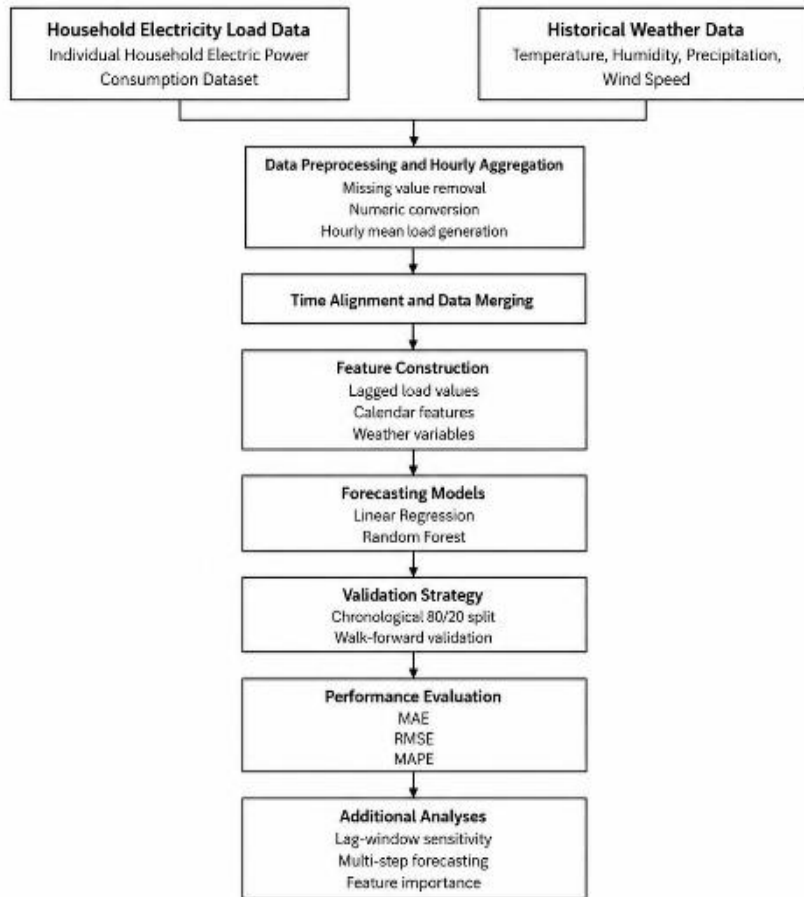 Household Electricity Load Data
Individual Household Electric Power
Consumption Dataset
Historical Weather Data
Temperature, Humidity, Precipitation,
Wind Speed
Data Preprocessing and Hourly Aggregation
Missing value removal
Numeric conversion
Hourly mean load generation
Time Alignment and Data Merging
Feature Construction
Lagged load values
Calendar features
Weather variables
Forecasting Models
Linear Regression
Random Forest
Validation Strategy
Chronological 80/20 split
Walk-forward validation
Performance Evaluation
MAE
RMSE
MAPE
Additional Analyses
Lag-window sensitivity
Multi-step forecasting
Feature importance